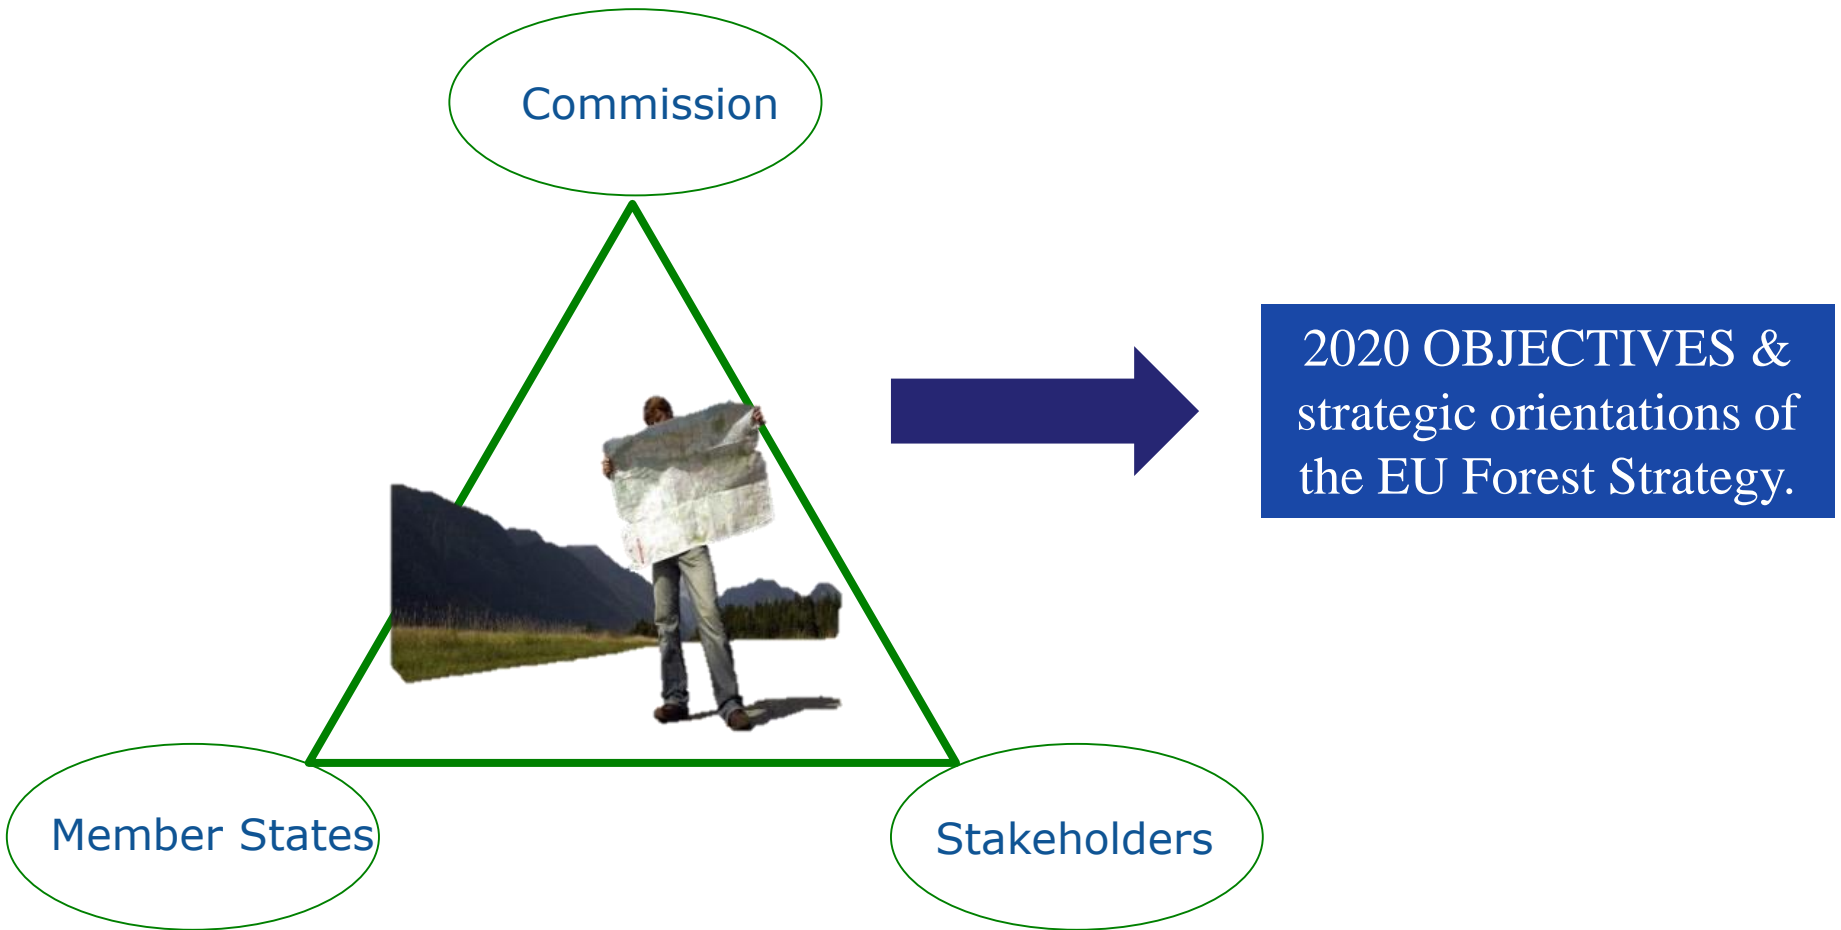 Commission
2020 OBJECTIVES &
strategic orientations of
the EU Forest Strategy.
Member States
Stakeholders